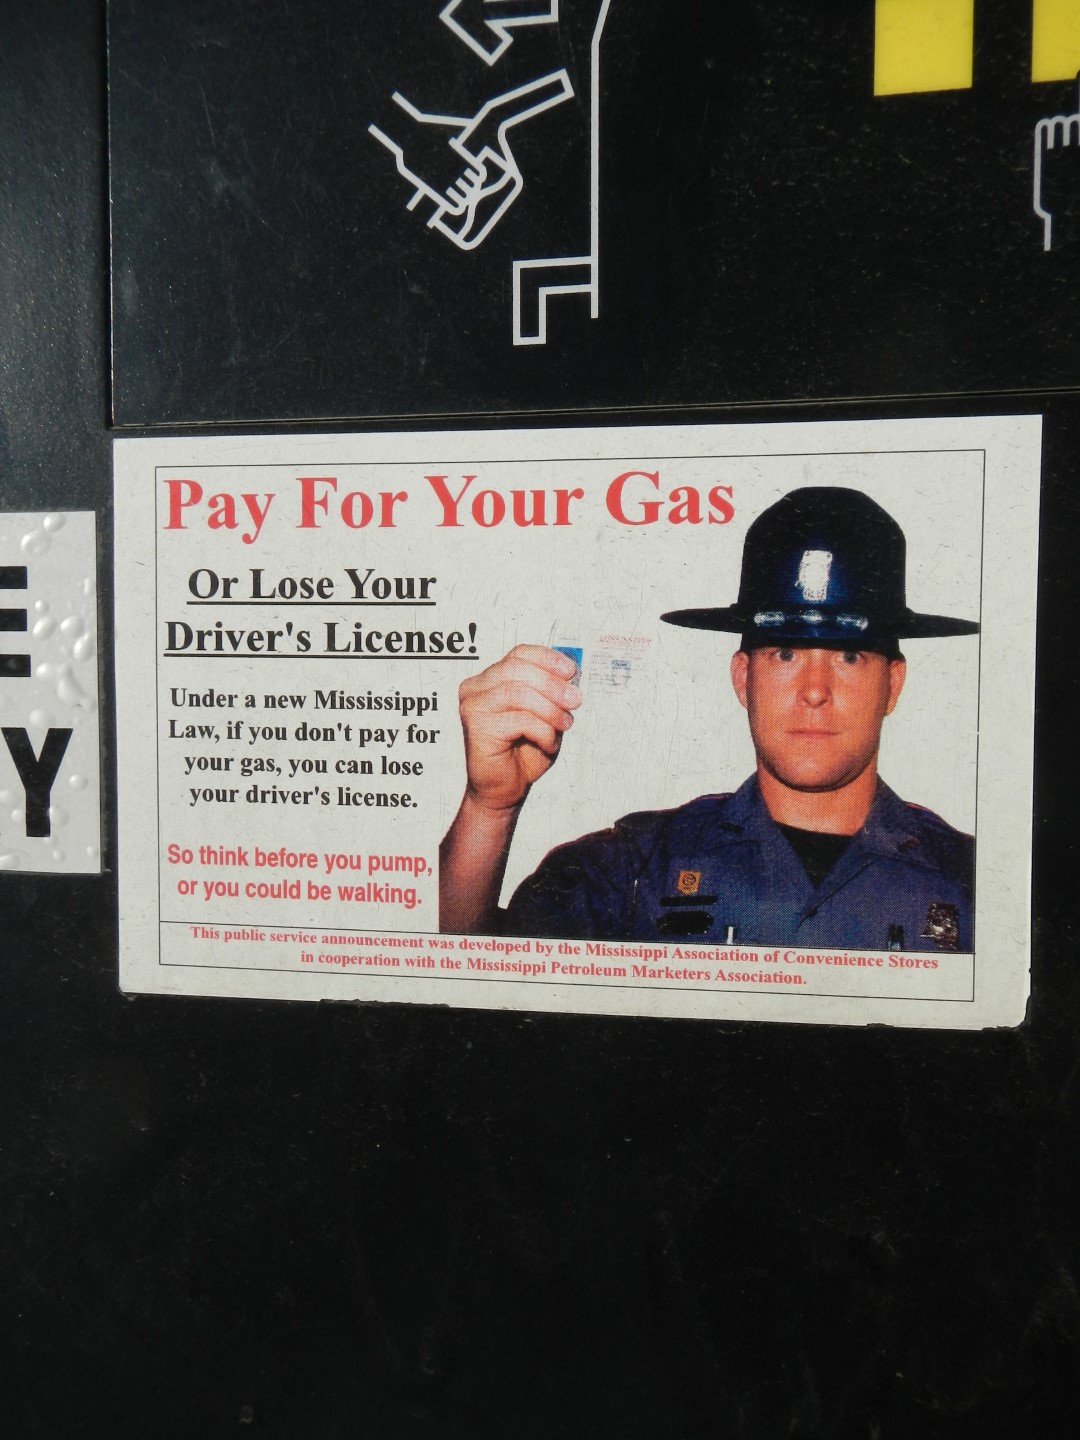 Pay For Your Gas
Or Lose Your
Driver's License!
Under a new Mississippi
Law, if you don't pay for
your gas, you can lose
your driver's license.
So think before you pump,
or you could be walking.
This public service announcement was developed by the Mississippi Association of Convenience Stores
in cooperation with the Mississippi Petroleum Marketers Association.
E
Y